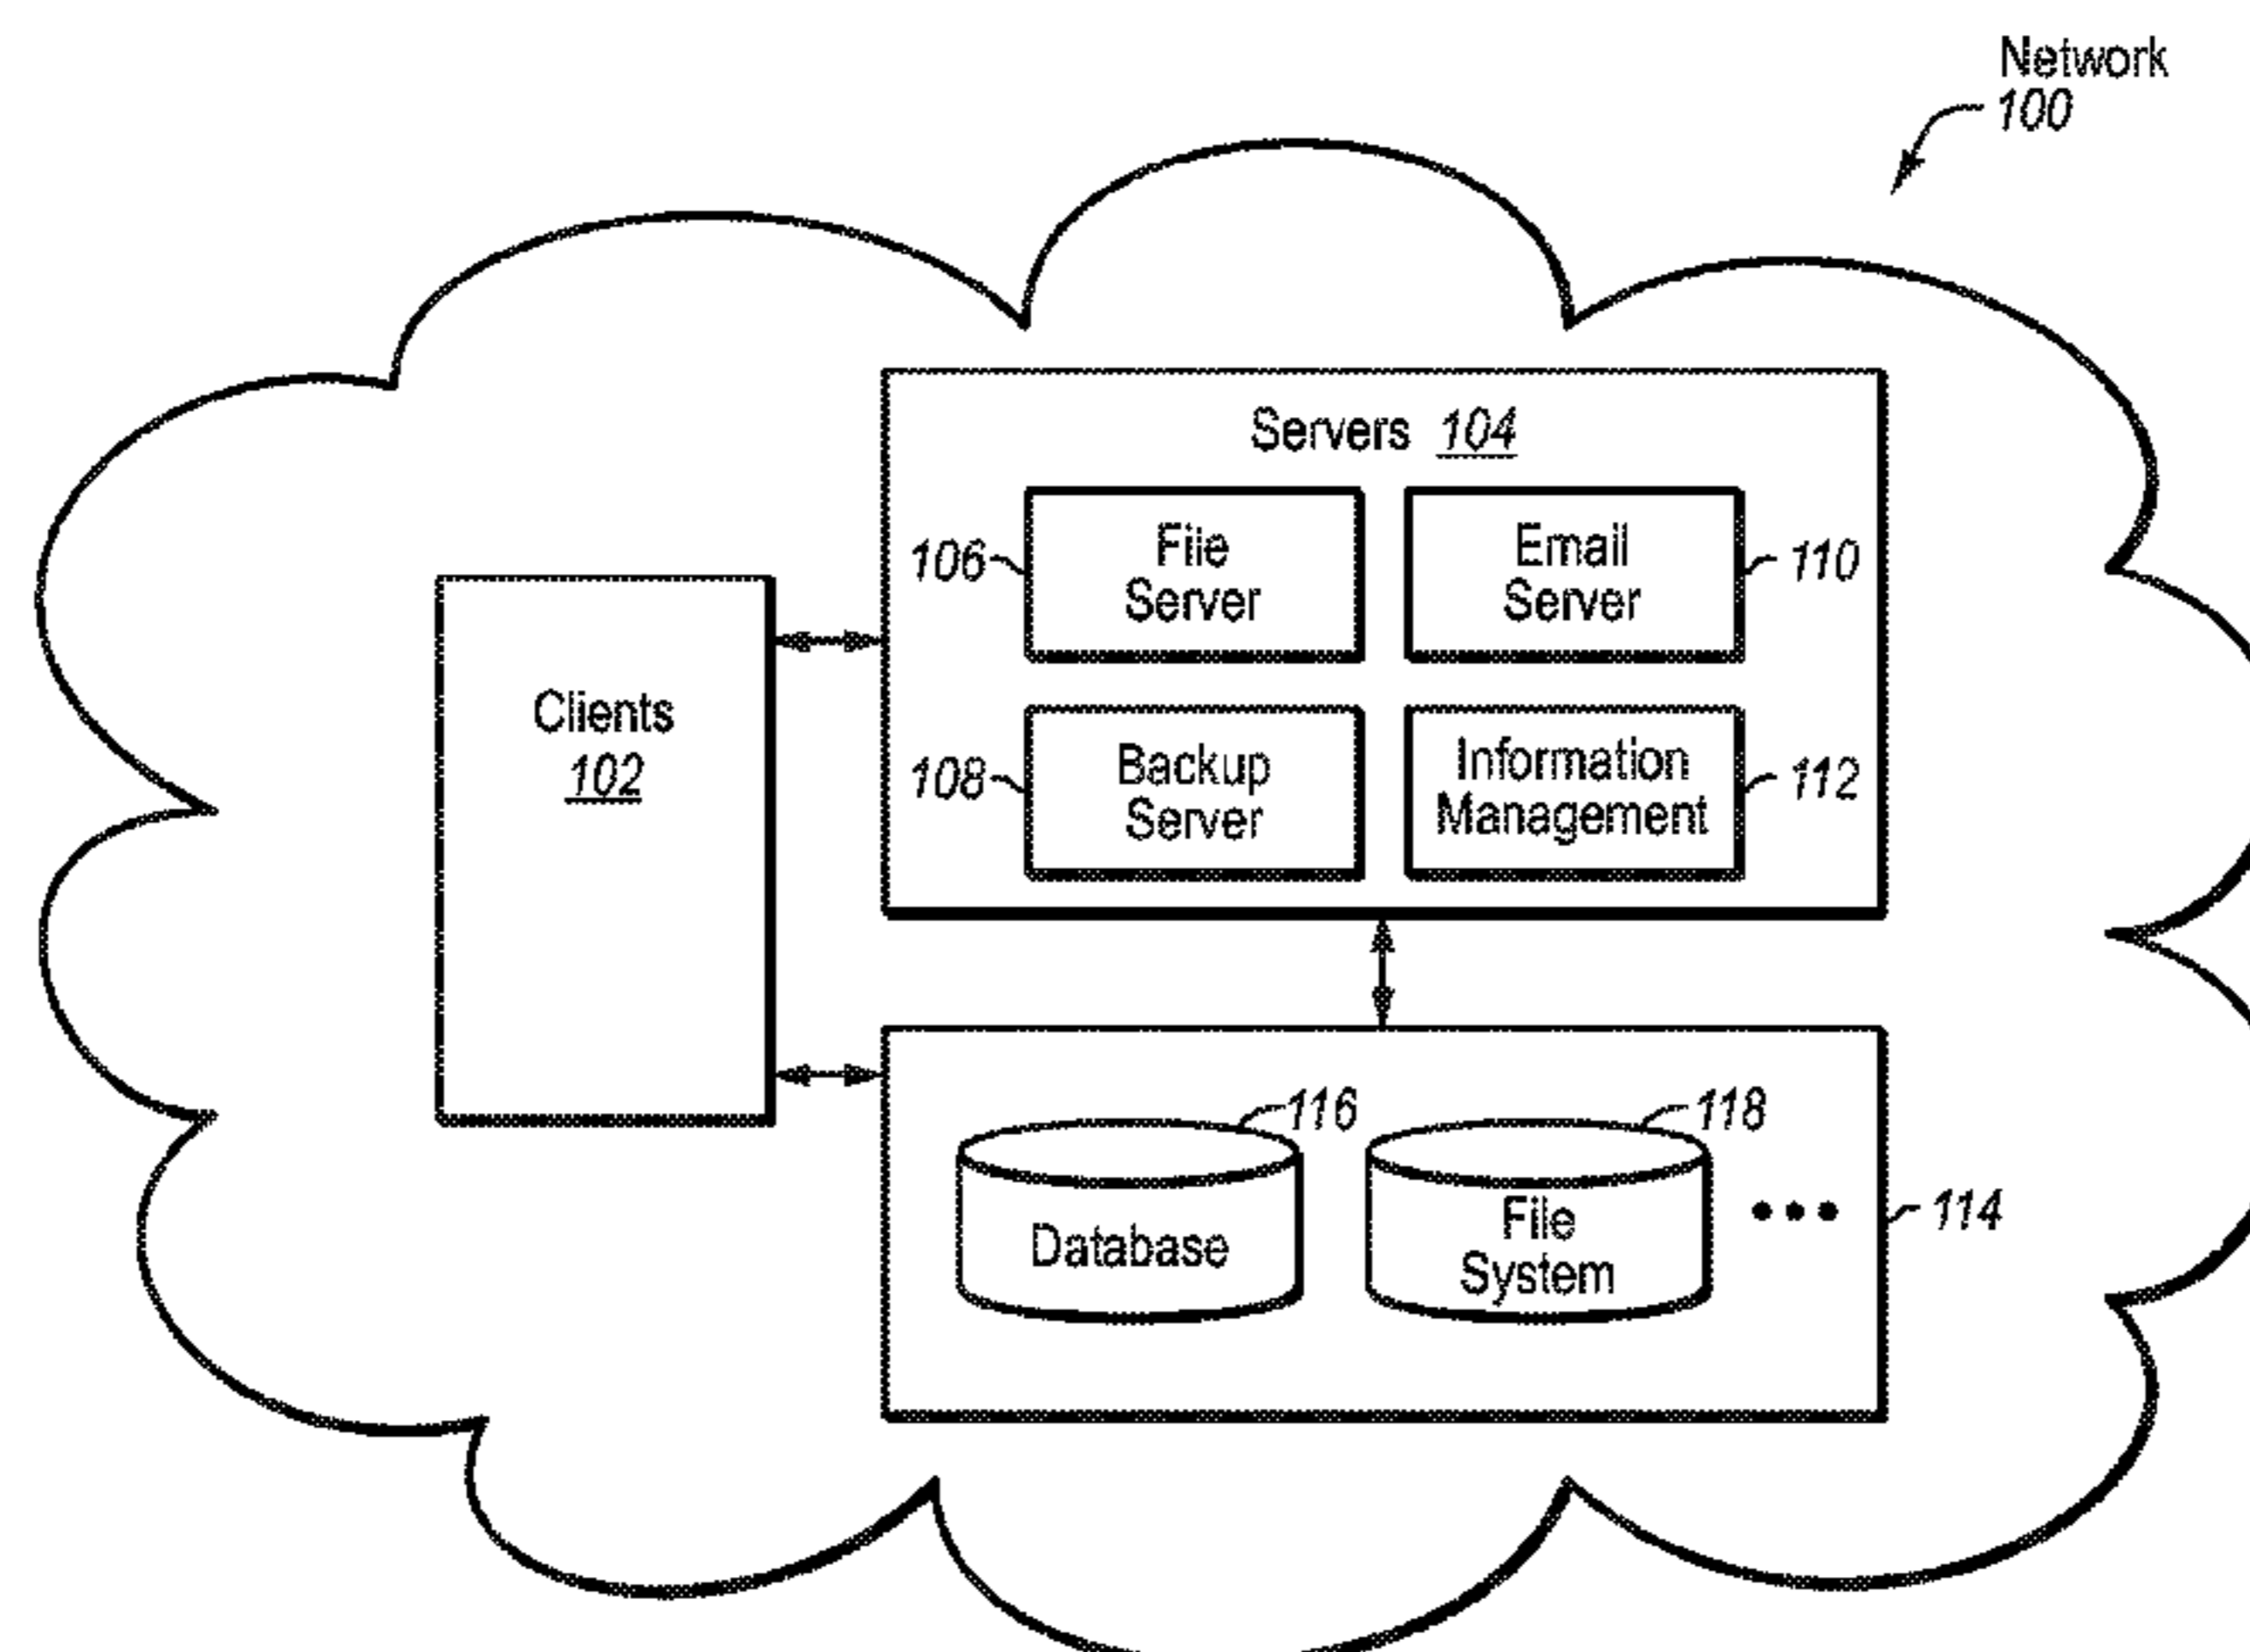 Network
100
Servers 104
106
File
Server
Email
Server
110
Clients
102
108
Backup
Server
Information
Management
112
116
118
Database
File
System
114